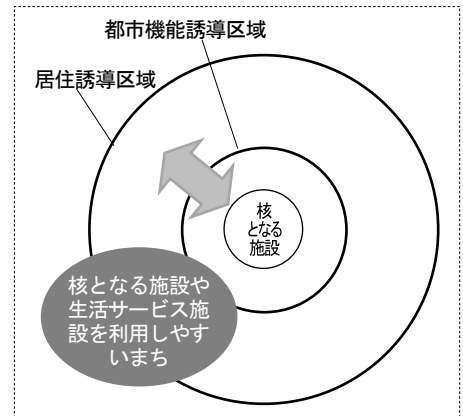 都市機能誘導区域
居住誘導区域
核
となる
施設
核となる施設や
生活サービス施
設を利用しやす
いまち